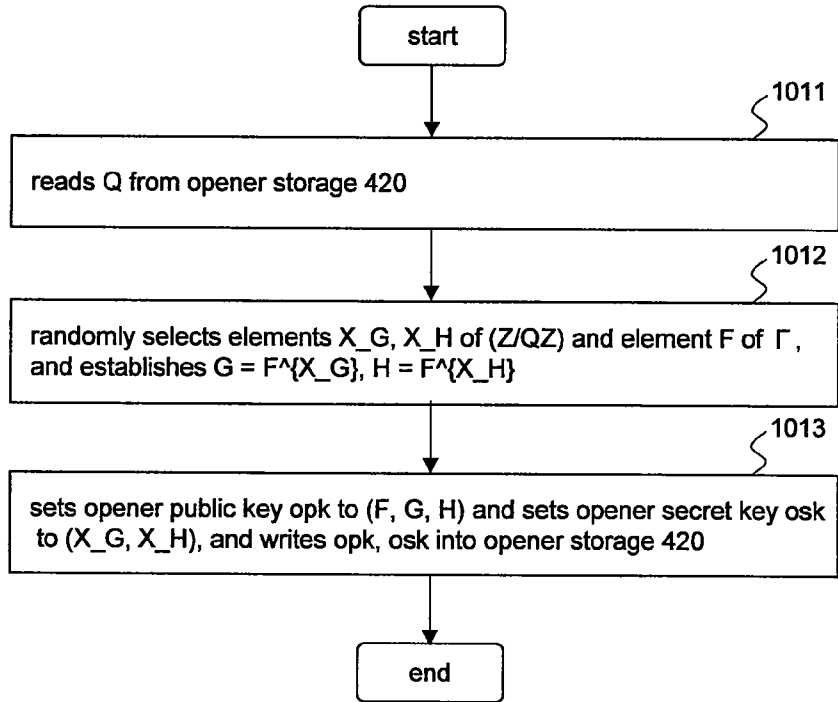 start
1011
reads Q from opener storage 420
1012
randomly selects elements X_G, X_H of (Z/QZ) and element F of Γ ,
and establishes G = F^{X_G}, H = F^{X_H}
1013
sets opener public key opk to (F, G, H) and sets opener secret key osk
to (X_G, X_H), and writes opk, osk into opener storage 420
end